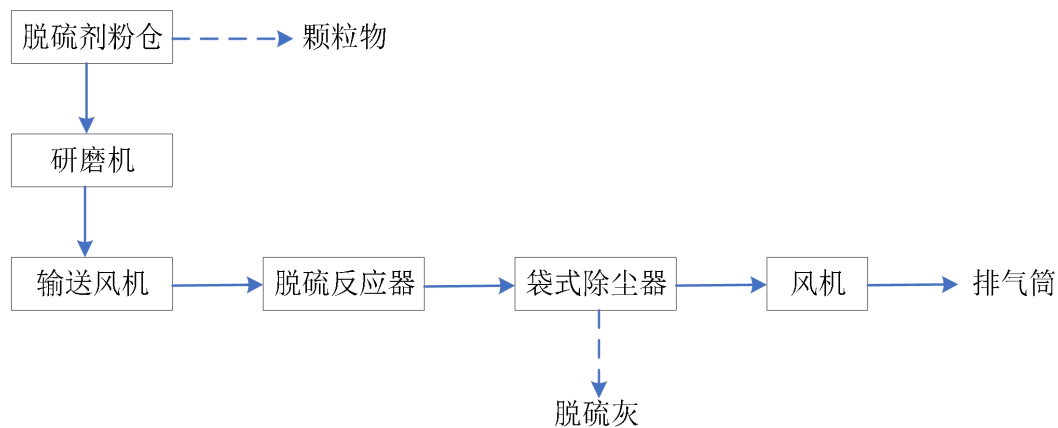 脱硫剂粉仓
颗粒物
研磨机
输送风机
脱硫反应器
袋式除尘器
风机
排气筒
脱硫灰